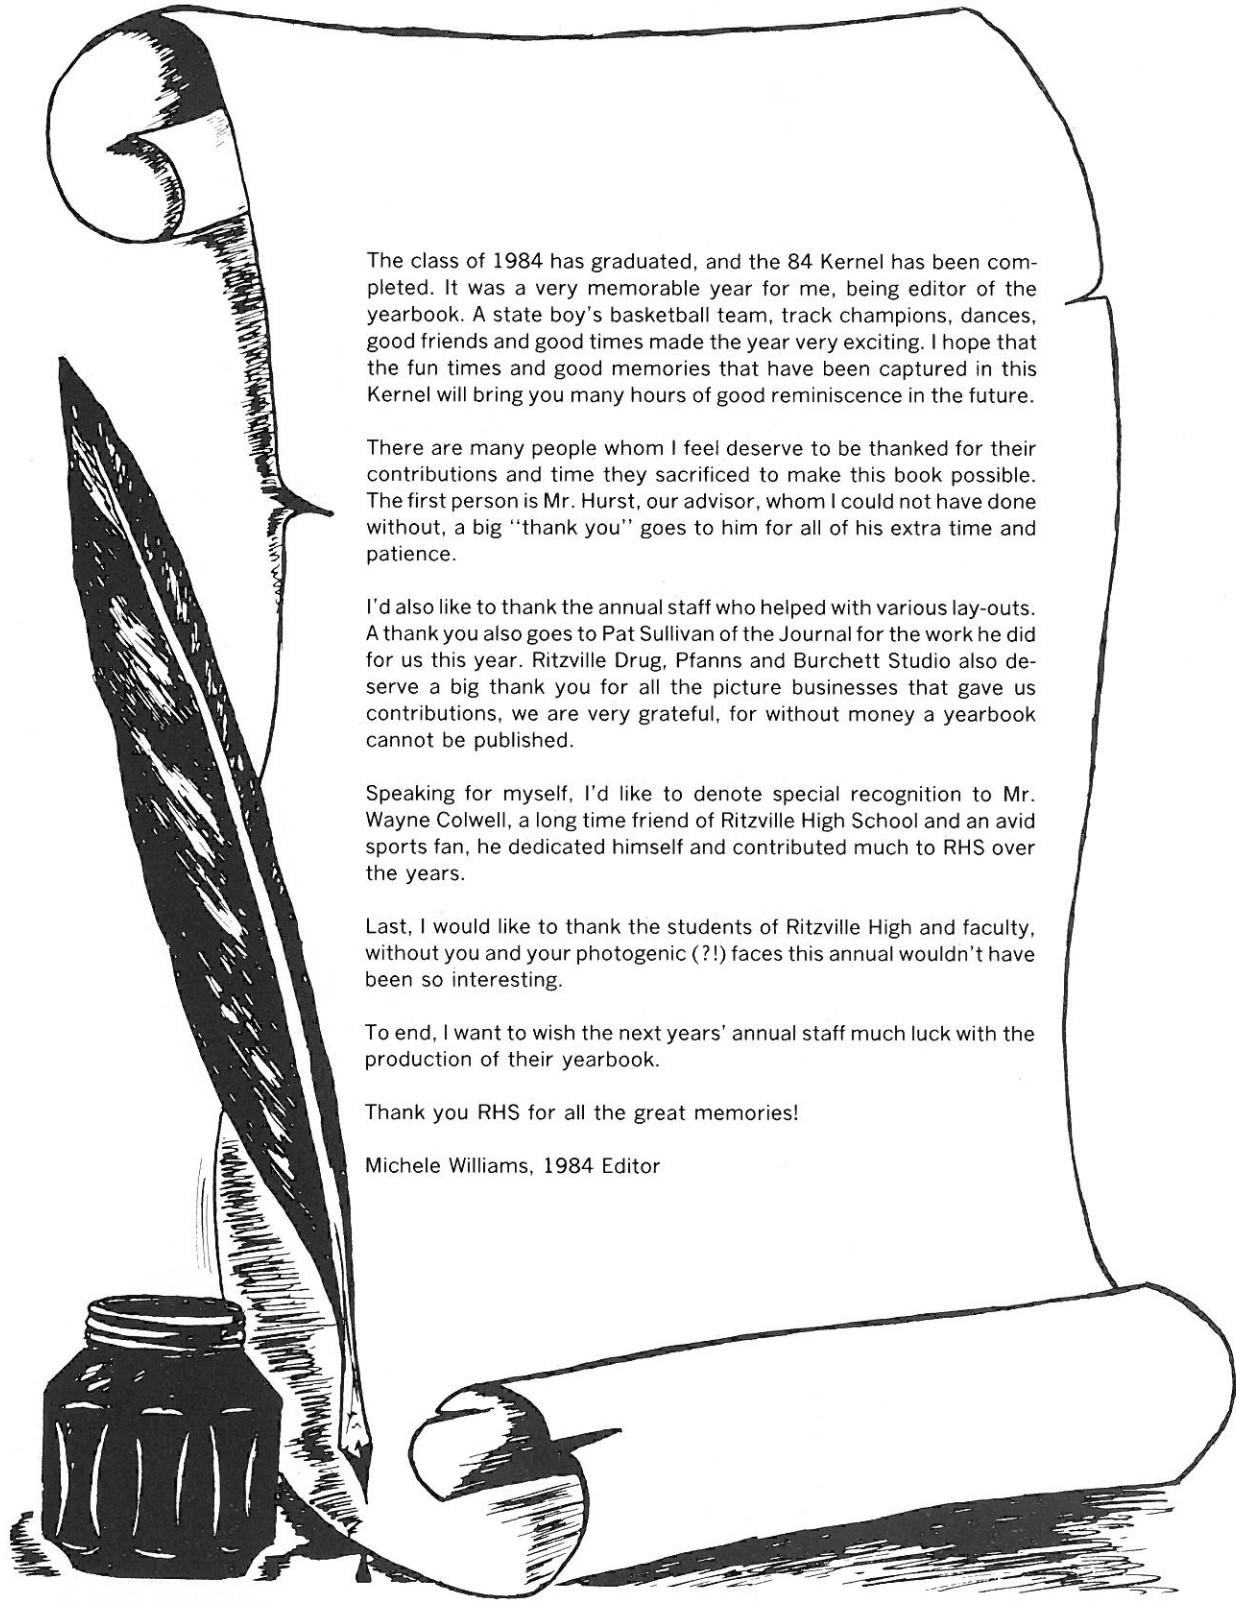 The class of 1984 has graduated, and the 84 Kernel has been com-
pleted. It was a very memorable year for me, being editor of the
yearbook. A state boy's basketball team, track champions, dances,
good friends and good times made the year very exciting. I hope that
the fun times and good memories that have been captured in this
Kernel will bring you many hours of good reminiscence in the future.
There are many people whom I feel deserve to be thanked for their
contributions and time they sacrificed to make this book possible.
The first person is Mr. Hurst, our advisor, whom I could not have done
without, a big "thank you" goes to him for all of his extra time and
patience.
I'd also like to thank the annual staff who helped with various lay-outs.
A thank you also goes to Pat Sullivan of the Journal for the work he did
for us this year. Ritzville Drug, Pfanns and Burchett Studio also de-
serve a big thank you for all the picture businesses that gave us
contributions, we are very grateful, for without money a yearbook
cannot be published.
Speaking for myself, I'd like to denote special recognition to Mr.
Wayne Colwell, a long time friend of Ritzville High School and an avid
sports fan, he dedicated himself and contributed much to RHS over
the years.
Last, I would like to thank the students of Ritzville High and faculty,
without you and your photogenic (?!) faces this annual wouldn't have
been so interesting.
To end, I want to wish the next years' annual staff much luck with the
production of their yearbook.
Thank you RHS for all the great memories!
Michele Williams, 1984 Editor